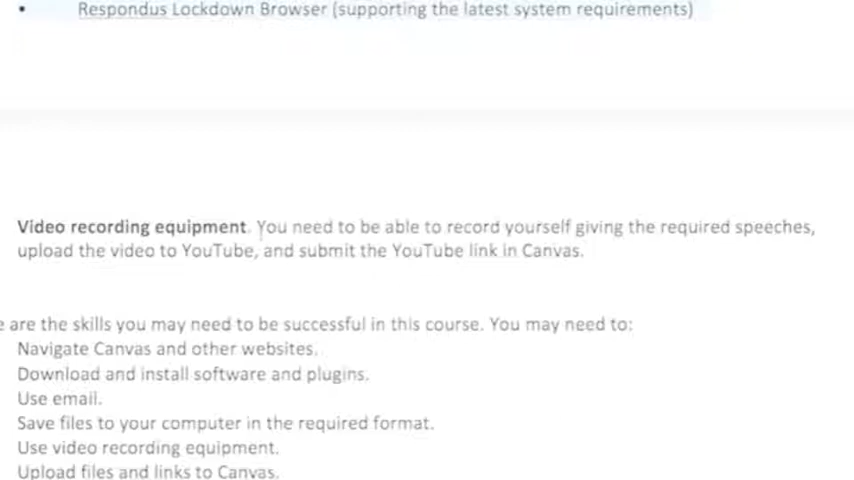 • Respondus Lockdown Browser (supporting the latest system requirements)
Video recording equipment. You need to be able to record yourself giving the required speeches,
upload the video to YouTube, and submit the YouTube link in Canvas.
e are the skills you may need to be successful in this course. You may need to:
Navigate Canvas and other websites.
Download and install software and plugins.
Use email.
Save files to your computer in the required format.
Use video recording equipment.
Upload files and links to Canvas.